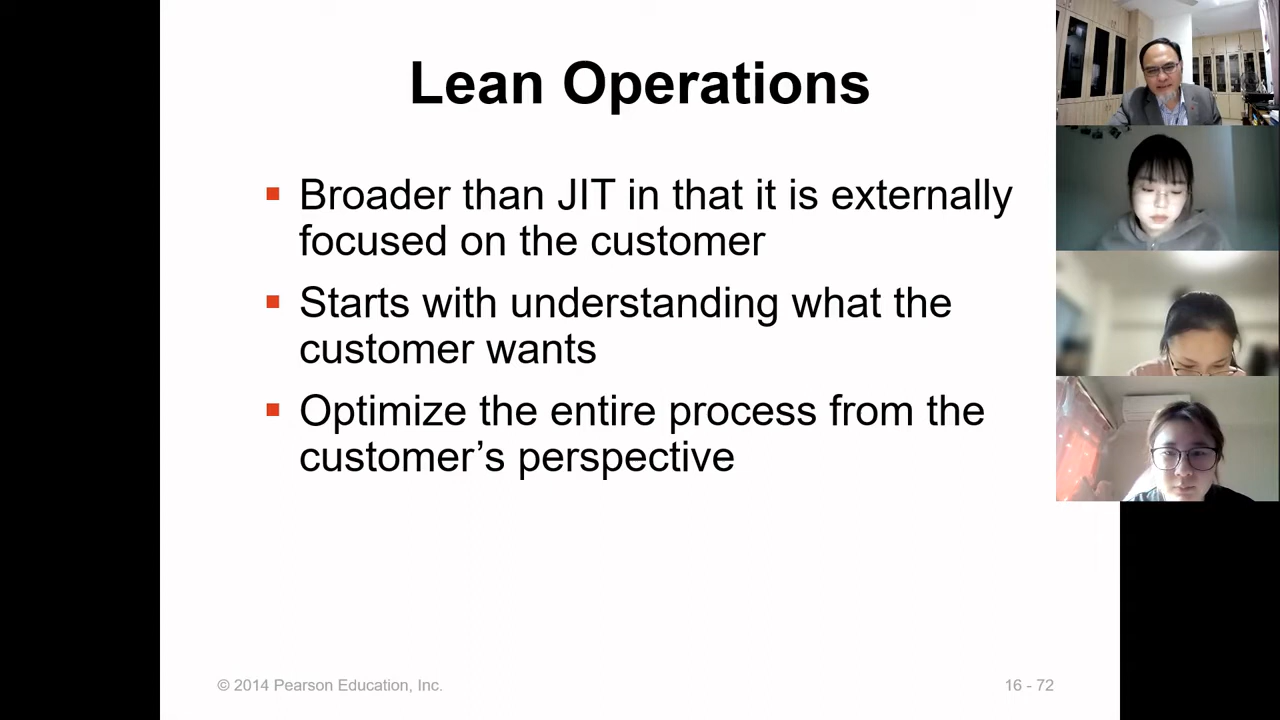 Lean Operations
Broader than JIT in that it is externally
focused on the customer
Starts with understanding what the
customer wants
Optimize the entire process from the
customer’s perspective
© 2014 Pearson Education, Inc.
16 - 72